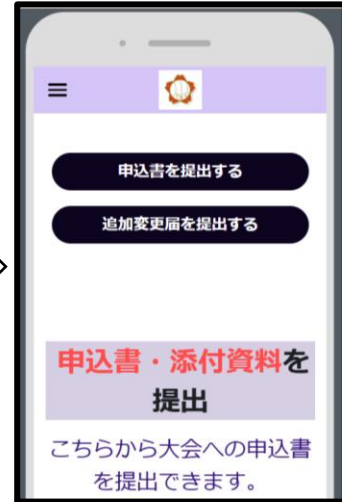 申込書を提出する
追加変更届を提出する
申込書・添付資料を
提出
こちらから大会への申込書
を提出できます。